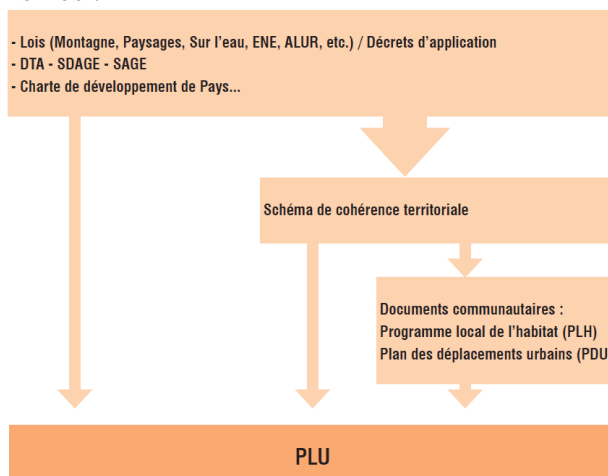 - Lois (Montagne, Paysages, Sur l'eau, ENE, ALUR, etc.) / Décrets d'application
- DTA - SDAGE - SAGE
- Charte de développement de Pays...
Schéma de cohérence territoriale
Documents communautaires :
Programme local de l'habitat (PLH)
Plan des déplacements urbains (PDU
PLU